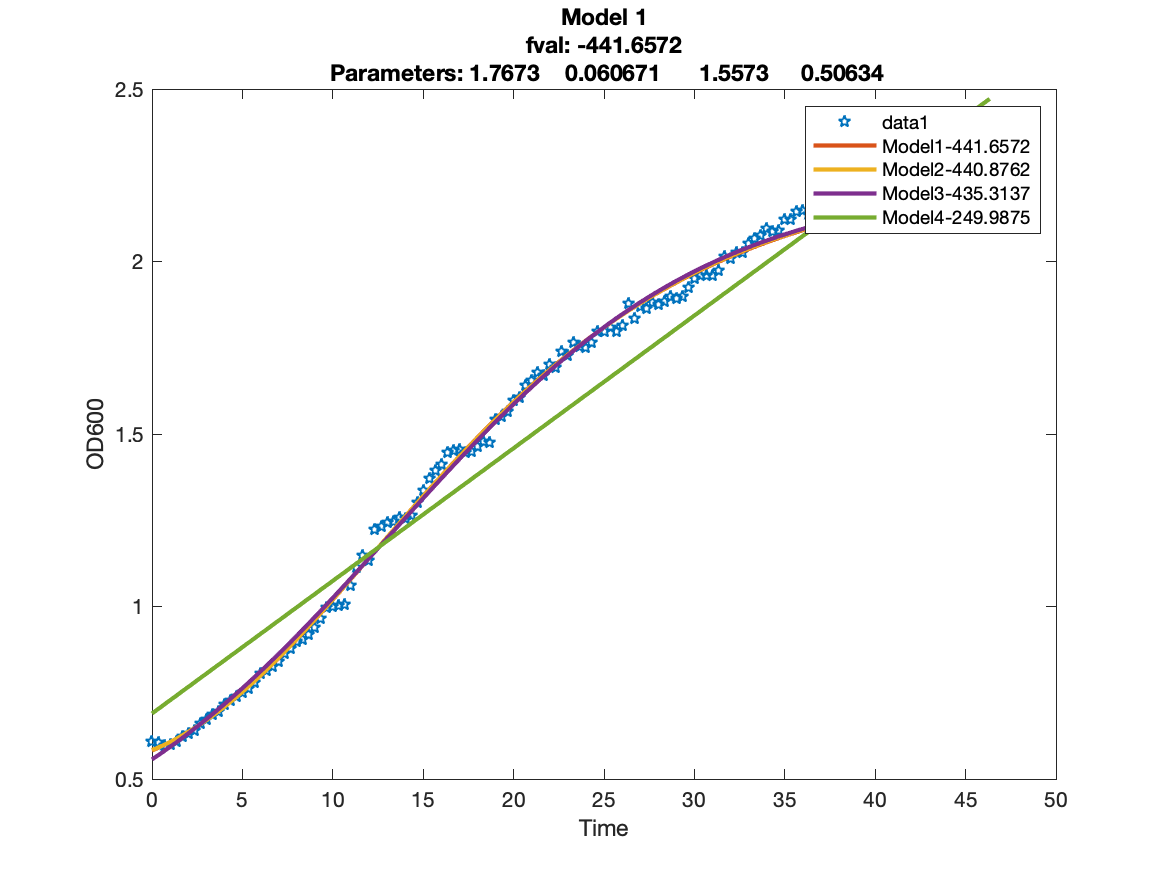 Model 1
fval: -441.6572
Parameters: 1.7673 0.060671 1.5573 0.50634
2.5
data1
Model1-441.6572
Model2-440.8762
Model3-435.3137
Model4-249.9875
2
1.5
OD600
1
0.5
0 5 10 15 20 25 30 35 40 45 50
Time